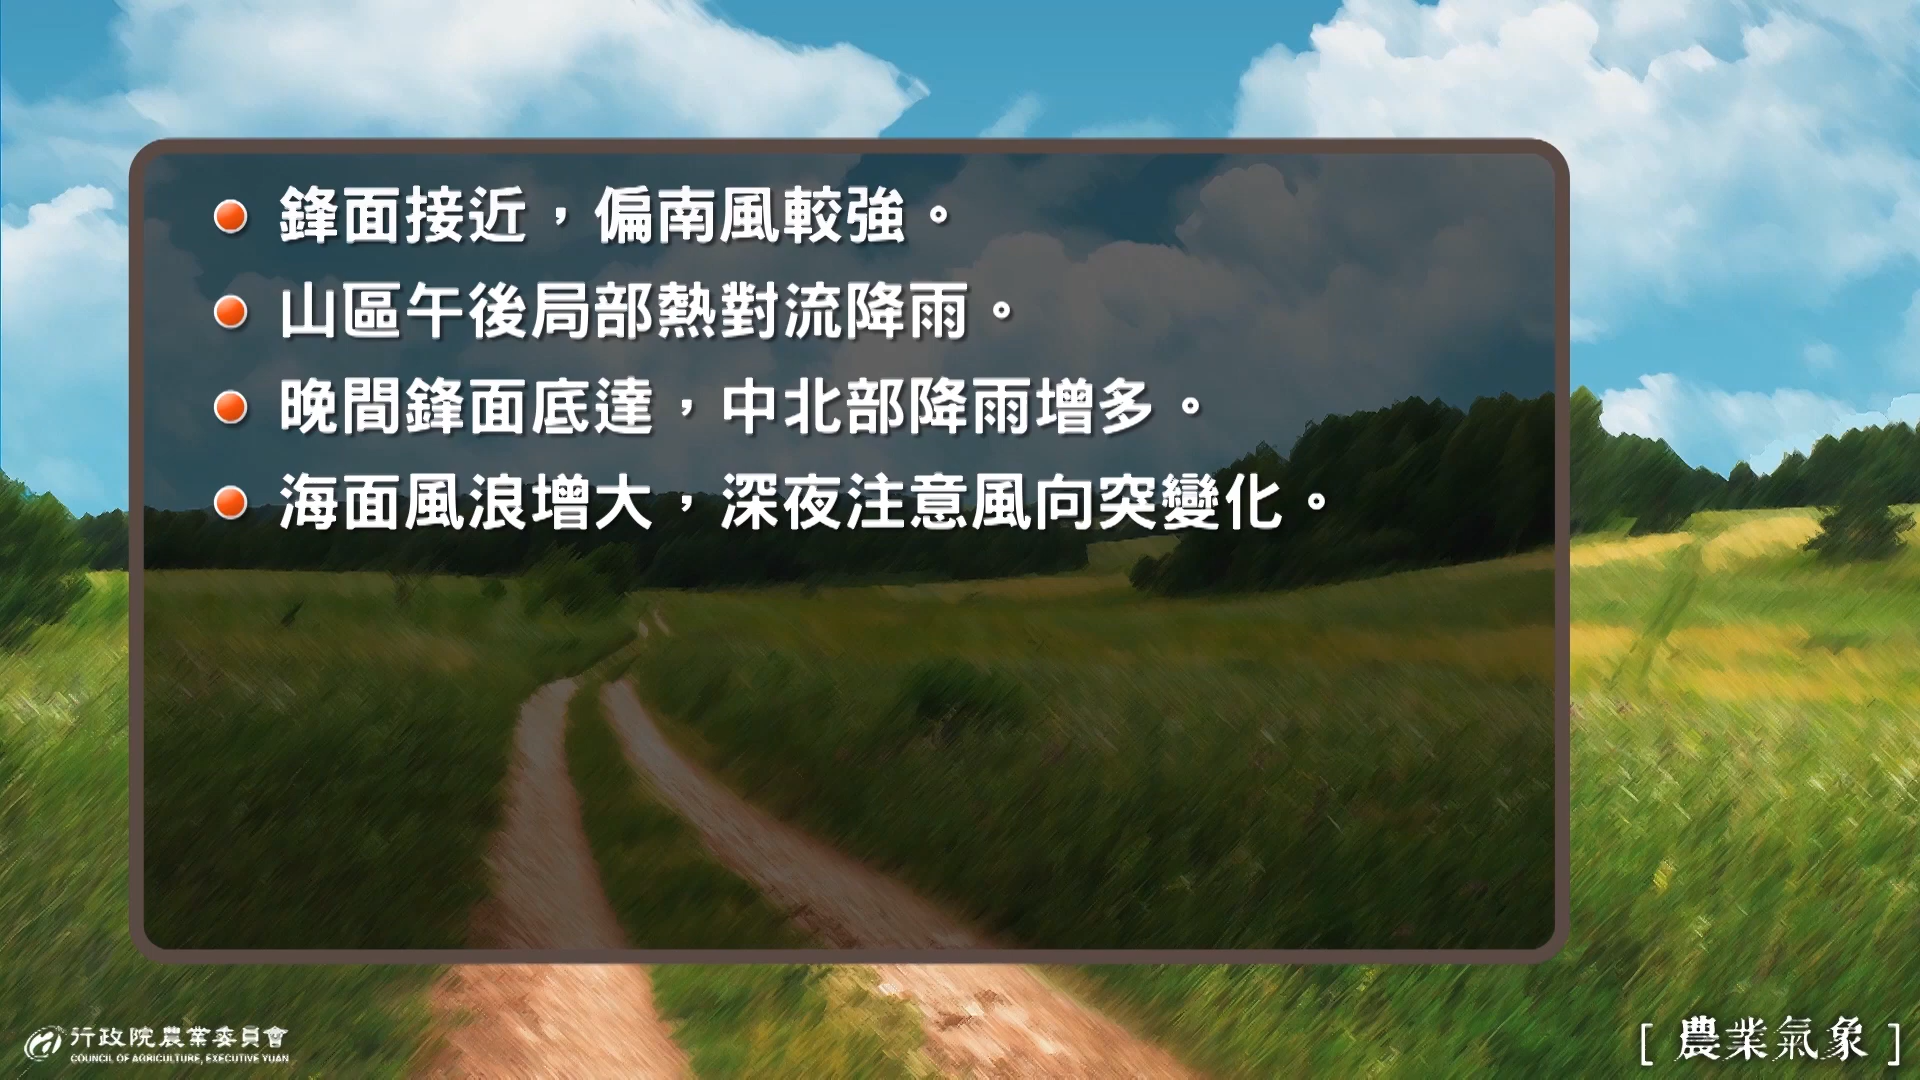 鋒面接近，偏南風較強。
山區午後局部熱對流降雨。
晚間鋒面底達，中北部降雨增多。
海面風浪增大，深夜注意風向突變化。
行政院農業委員會
COUNCIL OF AGRICULTURE, EXECUTIVE YUAN
[ 農業氣象 ]